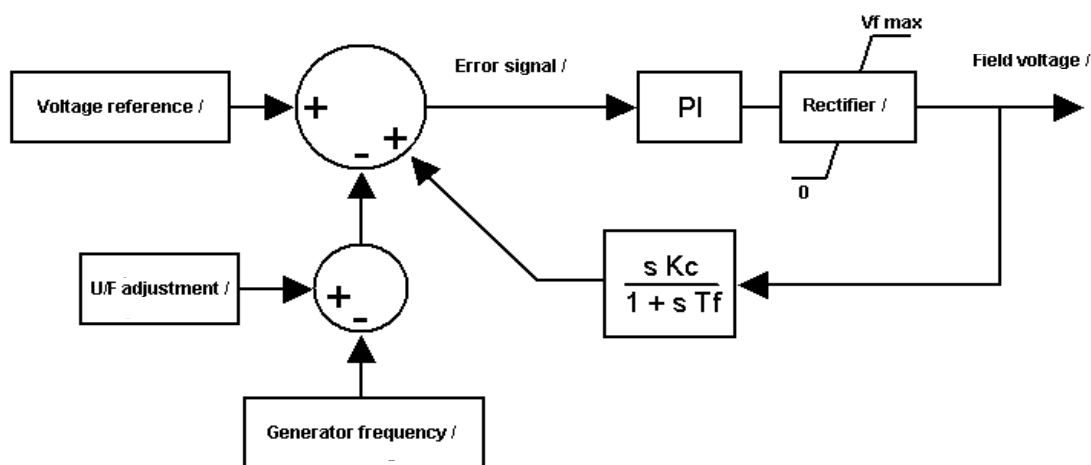 Vf max
Error signal /
Field voltage /
Voltage reference /
+
+
-
PI
Rectifier /
0
s Kc
1 + s Tf
U/F adjustment /
+
-
Generator frequency /